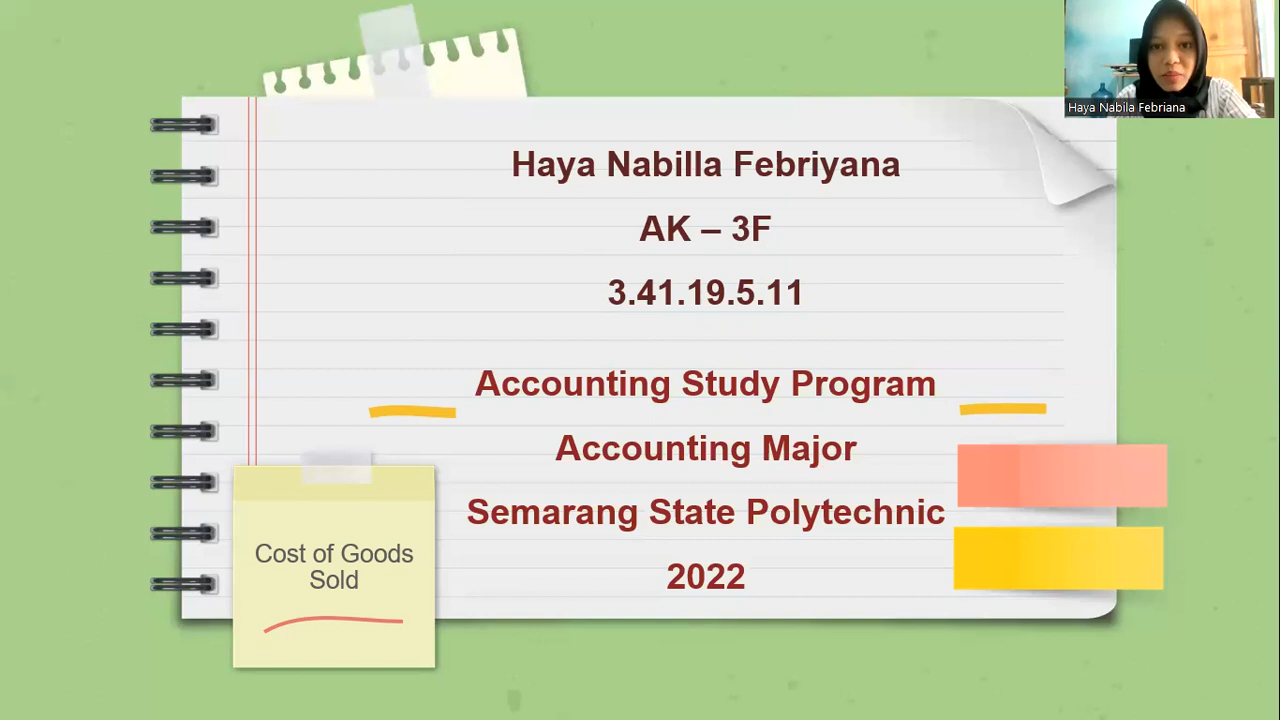 Haya Nabila Febriana
Haya Nabilla Febriyana
AK – 3F
3.41.19.5.11
Accounting Study Program
Accounting Major
Semarang State Polytechnic
2022
Cost of Goods
Sold